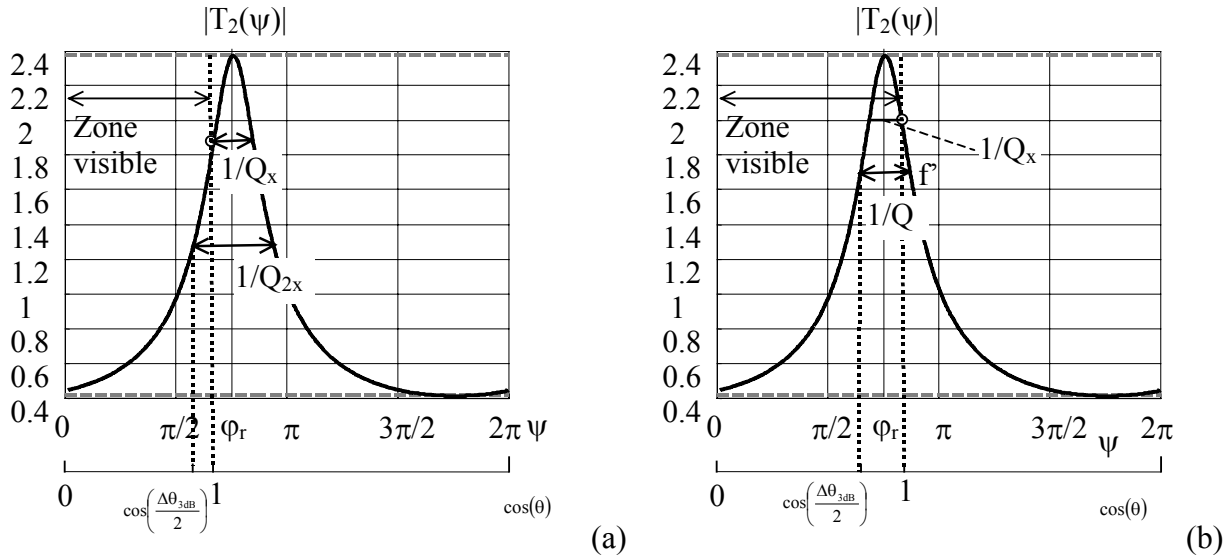 |T₂(ψ)|
2.4
2.2
2
1.8
1.6
1.4
1.2
1
0.8
0.6
0.4
Zone
visible
1/Qₓ
1/Q₂ₓ
0 π/2 φᵣ π 3π/2 2π ψ
0 cos(Δθ₃dB/2) 1 cos(θ)
(a)
|T₂(ψ)|
2.4
2.2
2
1.8
1.6
1.4
1.2
1
0.8
0.6
0.4
Zone
visible
1/Qₓ
f'
1/Q
0 π/2 φᵣ π 3π/2 ψ 2π
0 cos(Δθ₃dB/2) 1 cos(θ)
(b)